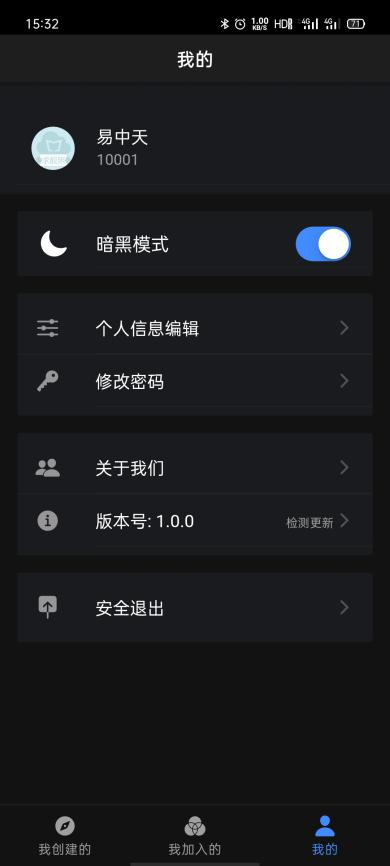 15:32
1.00
KB/S
HD
4G
4G
71
我的
易中天
10001
暗黑模式
个人信息编辑
修改密码
关于我们
版本号: 1.0.0
检测更新
安全退出
我创建的
我加入的
我的